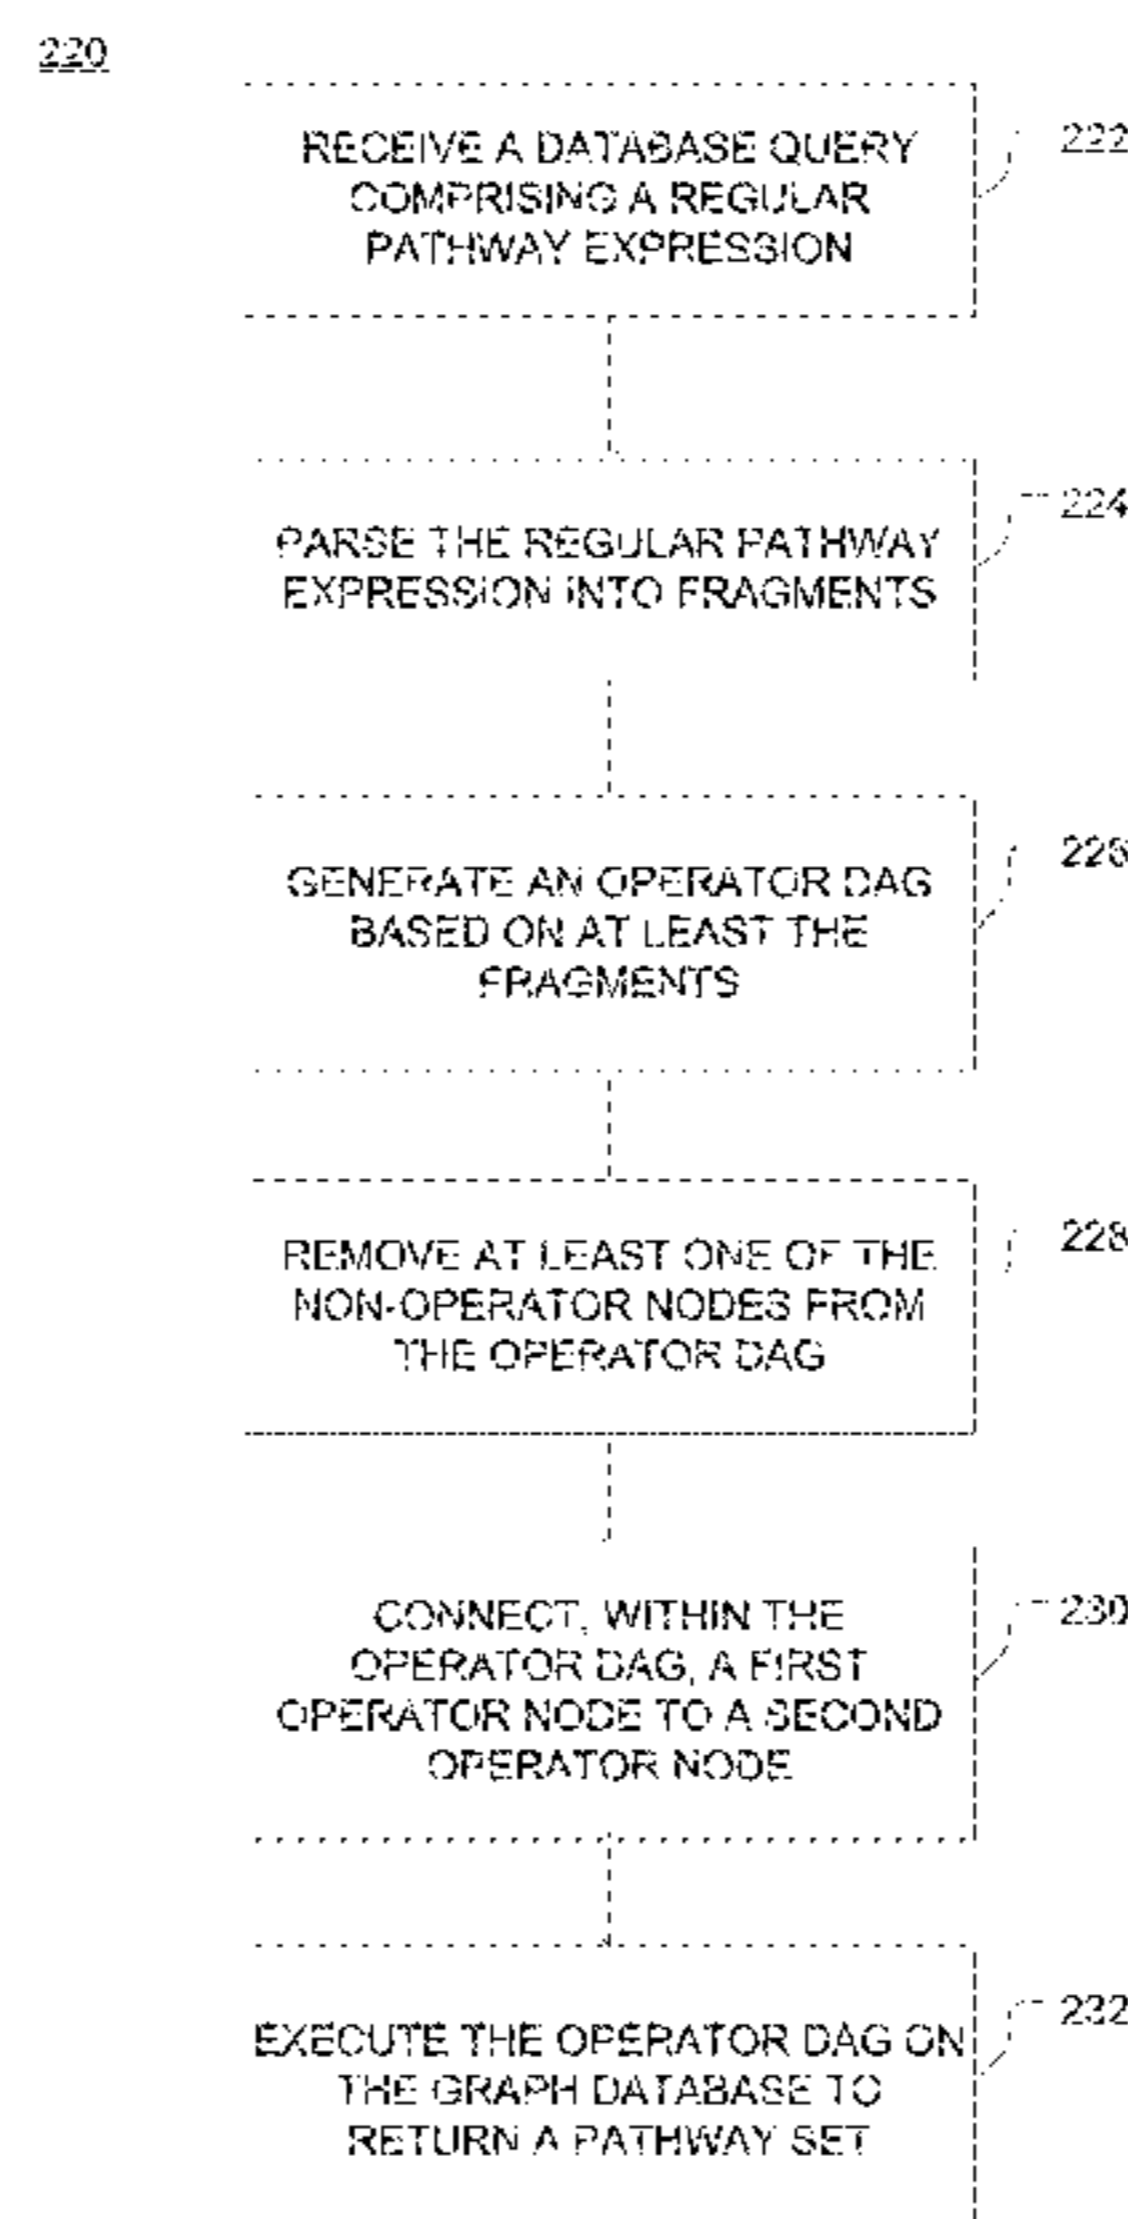 220
RECEIVE A DATABASE QUERY
COMPRISING A REGULAR
PATHWAY EXPRESSION
222
PARSE THE REGULAR PATHWAY
EXPRESSION INTO FRAGMENTS
224
GENERATE AN OPERATOR DAG
BASED ON AT LEAST THE
FRAGMENTS
226
REMOVE AT LEAST ONE OF THE
NON-OPERATOR NODES FROM
THE OPERATOR DAG
228
CONNECT, WITHIN THE
OPERATOR DAG, A FIRST
OPERATOR NODE TO A SECOND
OPERATOR NODE
230
EXECUTE THE OPERATOR DAG ON
THE GRAPH DATABASE TO
RETURN A PATHWAY SET
232